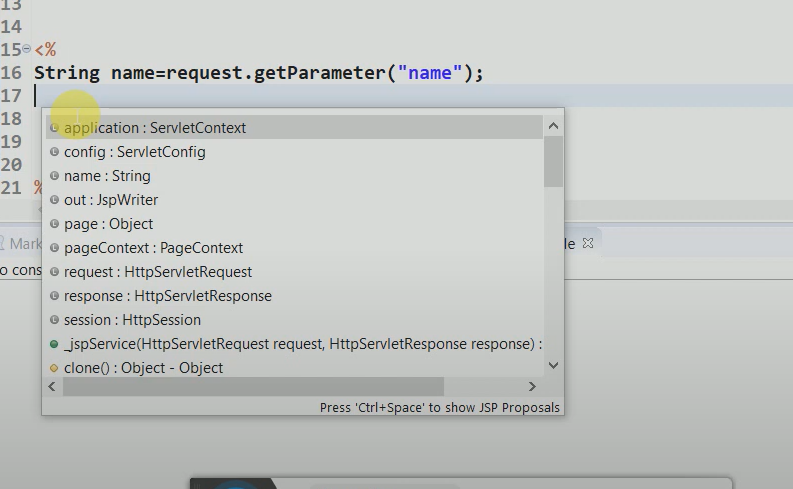 13
14
15 <%
16 String name=request.getParameter("name");
17
18
19
20
21 %
application : ServletContext
config : ServletConfig
name : String
out : JspWriter
page : Object
pageContext : PageContext
request : HttpServletRequest
response : HttpServletResponse
session : HttpSession
_jspService(HttpServletRequest request, HttpServletResponse response) :
clone() : Object - Object
Press 'Ctrl+Space' to show JSP Proposals
Mark
le
o cons